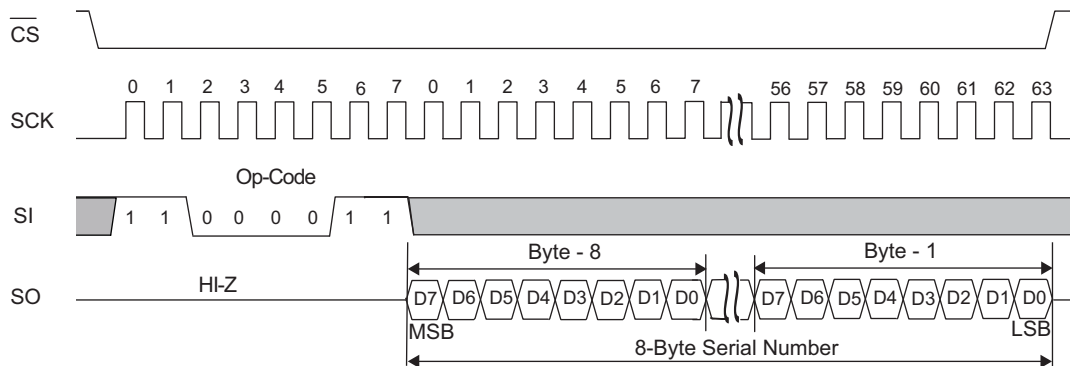 CS
0 1 2 3 4 5 6 7 0 1 2 3 4 5 6 7 56 57 58 59 60 61 62 63
SCK
Op-Code
SI
1 1 0 0 0 0 1 1
Byte - 8 Byte - 1
HI-Z
SO
D7 D6 D5 D4 D3 D2 D1 D0 D7 D6 D5 D4 D3 D2 D1 D0
MSB LSB
8-Byte Serial Number